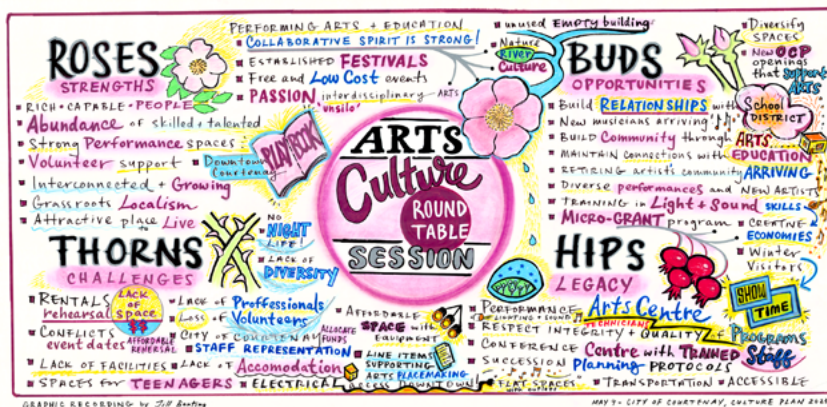 ROSES
STRENGTHS
RICH • CAPABLE • PEOPLE
Abundance of skilled + talented
Strong Performance spaces:
Volunteer support
Downtown Courtenay
PLAYBOOK
Interconnected + Growing
Grassroots Localism
Attractive place to Live
PERFORMING ARTS + EDUCATION
COLLABORATIVE SPIRIT IS STRONG!
ESTABLISHED FESTIVALS
Free and Low Cost events
PASSION interdisciplinary ARTS
"unsilo"
unused EMPTY building
Nature
River
Culture
BUDS
OPPORTUNITIES
Diversify SPACES
New OCP
openings
that support
ARTS
Build RELATIONSHIPS with
School DISTRICT
New musicians arriving
BUILD Community through ARTS
MAINTAIN connections with EDUCATION
RETIRING artists community ARRIVING
Diverse performances and NEW ARTISTS
TRAINING in Light + Sound SKILLS
MICRO-GRANT program
CREATIVE ECONOMIES
Winter Visitors
ARTS
Culture
ROUND
TABLE
SESSION
THORNS
CHALLENGES
NO
NIGHT
LIFE!
LACK OF
DIVERSITY
RENTALS
rehearsal
LACK
OF
SPACE
AFFORDABLE
REHERSAL
CONFLICTS
event dates
LACK OF FACILITIES
SPACES for TEENAGERS
Lack of Proffessionals
Loss of Volunteers
CITY OF COURTENAY
STAFF REPRESENTATION
LACK of Accomodation
ELECTRICAL access DOWNTOWN!
AFFORDABLE
SPACE with
Equipment
ALLOCATE
FUNDS
LINE ITEMS
SUPPORTING
ARTS PLACEMAKING
HIPS
LEGACY
SHOW
TIME
PERFORMANCE Arts Centre
LIGHTING + SOUND TECHNICIANS
RESPECT INTEGRITY + QUALITY of PROGRAMS
CONFERENCE Centre with TRAINED Staff
SUCCESSION Planning PROTOCOLS
FLAT SPACES
TRANSPORTATION
ACCESSIBLE
GRAPHIC RECORDING by Jill Banting
MAY 9 - CITY OF COURTENAY, CULTURE PLAN